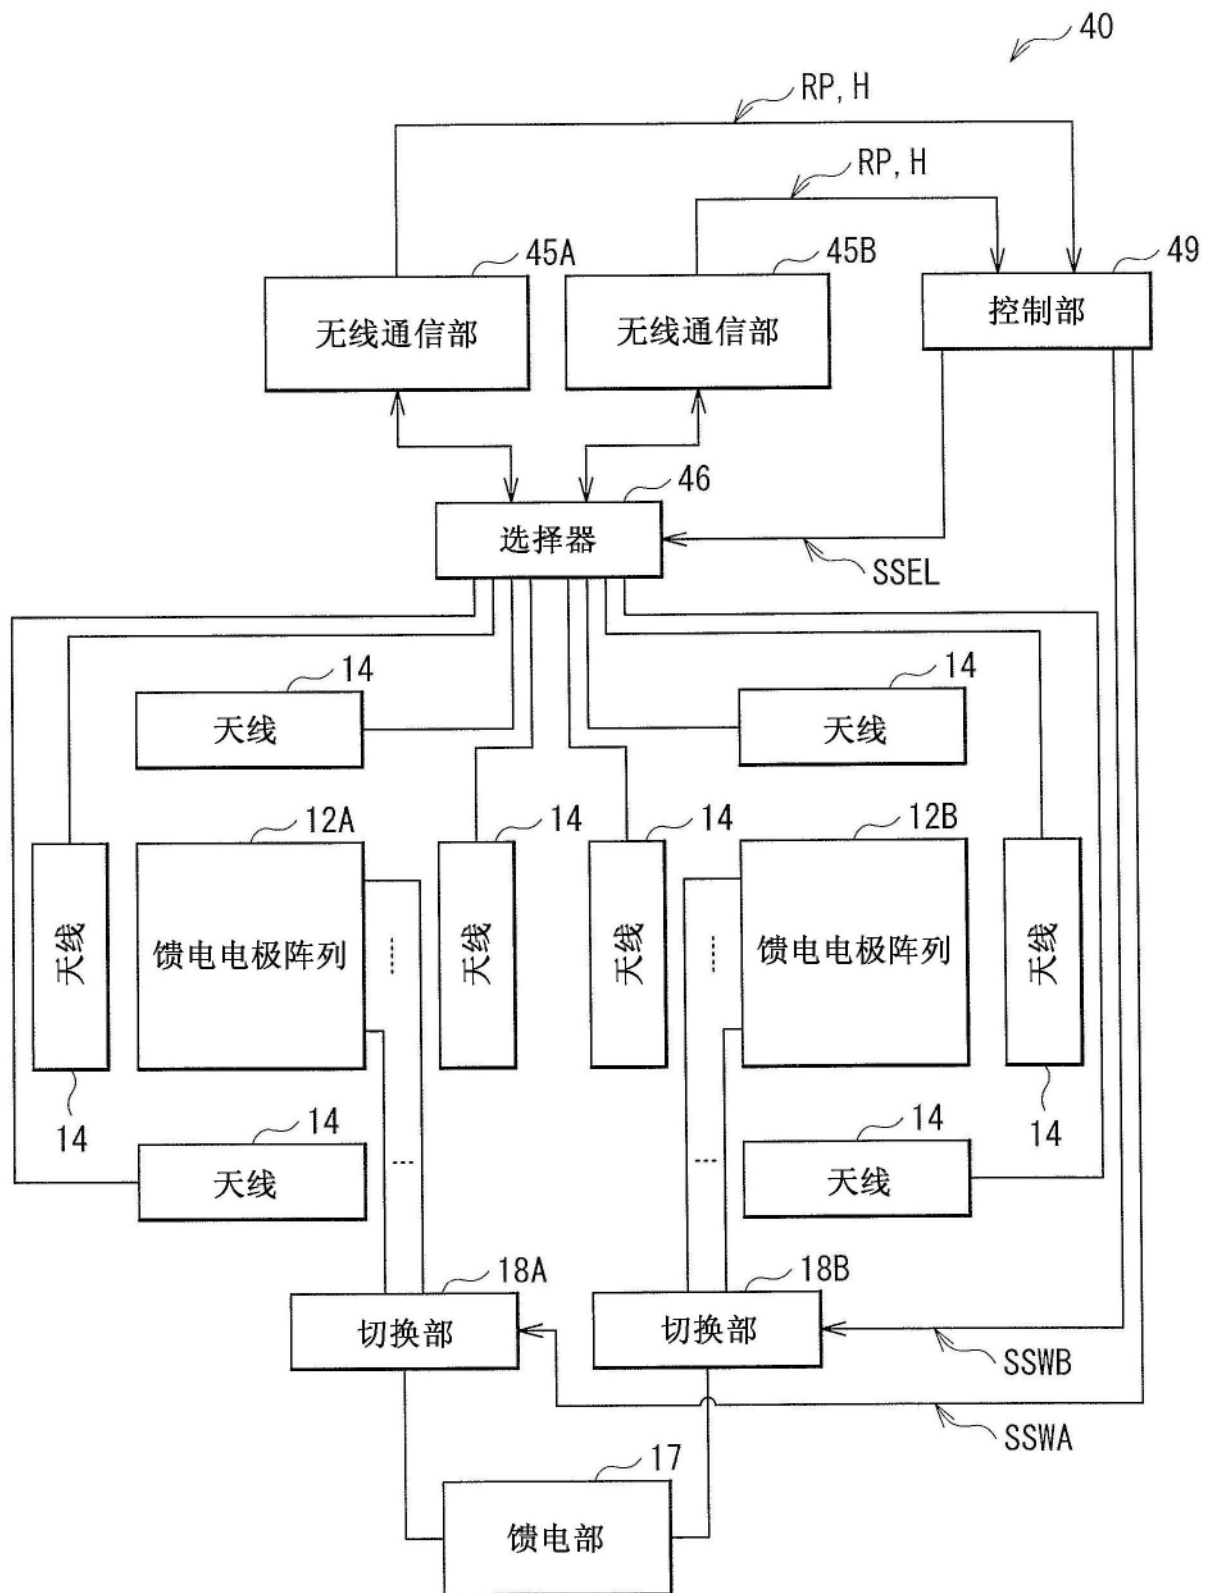 40
RP, H
RP, H
45A
45B
49
无线通信部
无线通信部
控制部
46
选择器
SSEL
14
14
天线
天线
12A
14
14
12B
天线
馈电电极阵列
天线
天线
馈电电极阵列
天线
14
14
14
14
天线
天线
18A
18B
切换部
切换部
SSWB
SSWA
17
馈电部